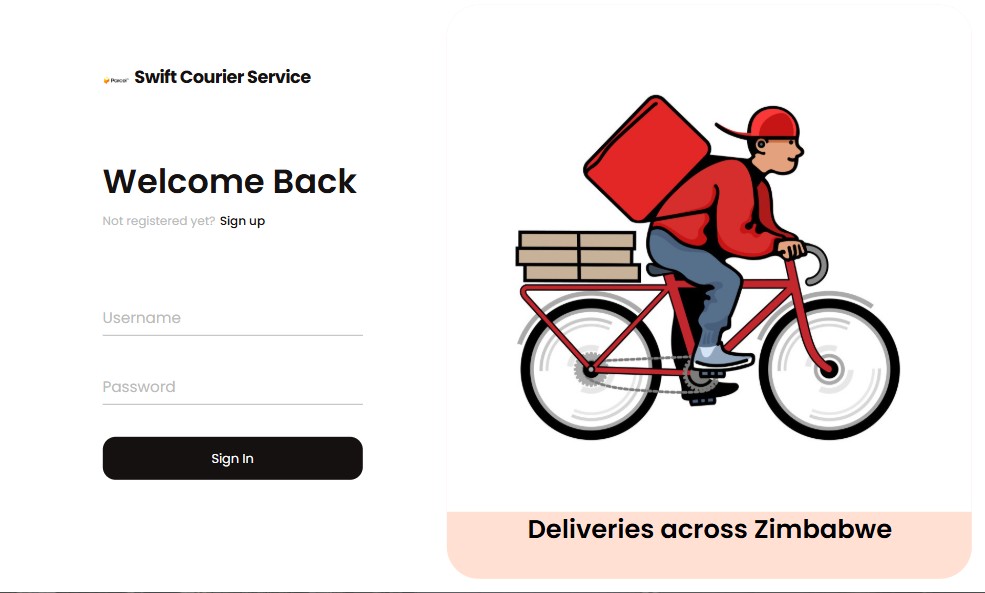 Parcel Swift Courier Service
Welcome Back
Not registered yet? Sign up
Username
Password
Sign In
Deliveries across Zimbabwe